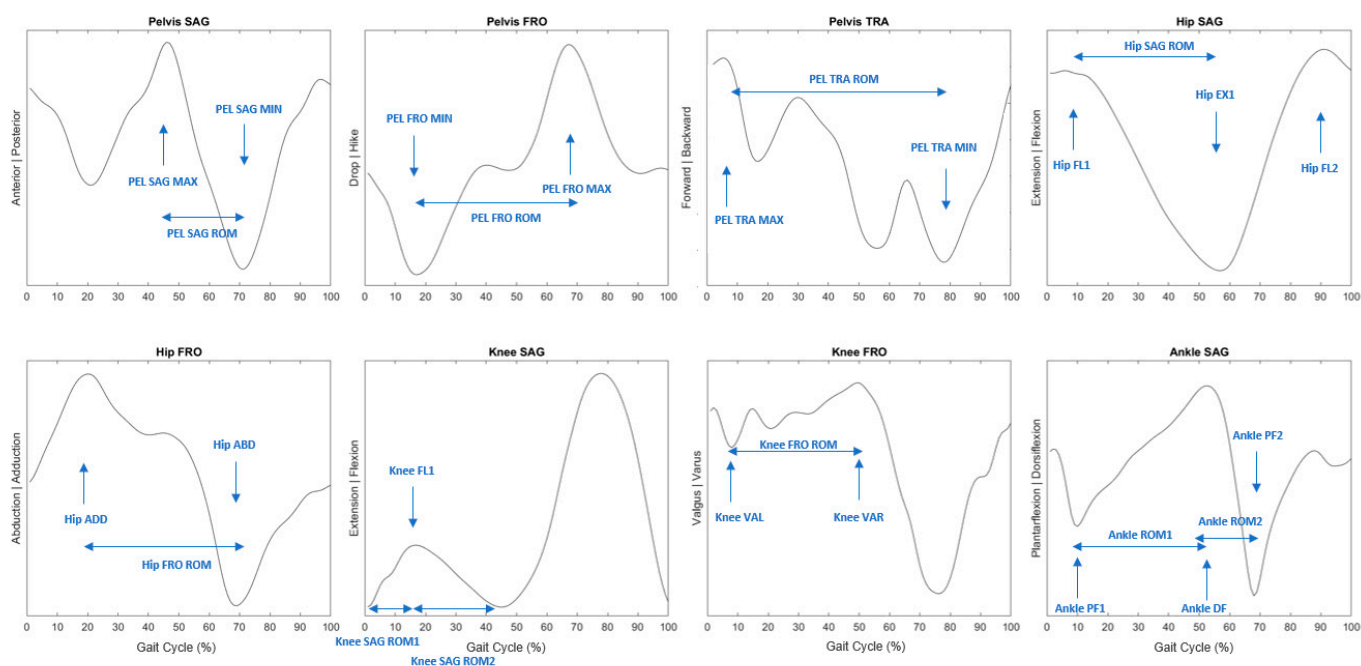 Pelvis SAG
Anterior | Posterior
PEL SAG MIN
PEL SAG MAX
PEL SAG ROM
0 10 20 30 40 50 60 70 80 90 100
Pelvis FRO
Drop | Hike
PEL FRO MIN
PEL FRO MAX
PEL FRO ROM
0 10 20 30 40 50 60 70 80 90 100
Pelvis TRA
Forward | Backward
PEL TRA ROM
PEL TRA MIN
PEL TRA MAX
0 10 20 30 40 50 60 70 80 90 100
Hip SAG
Extension | Flexion
Hip SAG ROM
Hip EX1
Hip FL1
Hip FL2
0 10 20 30 40 50 60 70 80 90 100
Hip FRO
Abduction | Adduction
Hip ABD
Hip ADD
Hip FRO ROM
0 10 20 30 40 50 60 70 80 90 100
Gait Cycle (%)
Knee SAG
Extension | Flexion
Knee FL1
0 10 20 30 40 50 60 70 80 90 100
Knee SAG ROM1
Gait Cycle (%)
Knee SAG ROM2
Knee FRO
Valgus | Varus
Knee FRO ROM
Knee VAL
Knee VAR
0 10 20 30 40 50 60 70 80 90 100
Gait Cycle (%)
Ankle SAG
Plantarflexion | Dorsiflexion
Ankle PF2
Ankle ROM2
Ankle ROM1
Ankle PF1
Ankle DF
0 10 20 30 40 50 60 70 80 90 100
Gait Cycle (%)